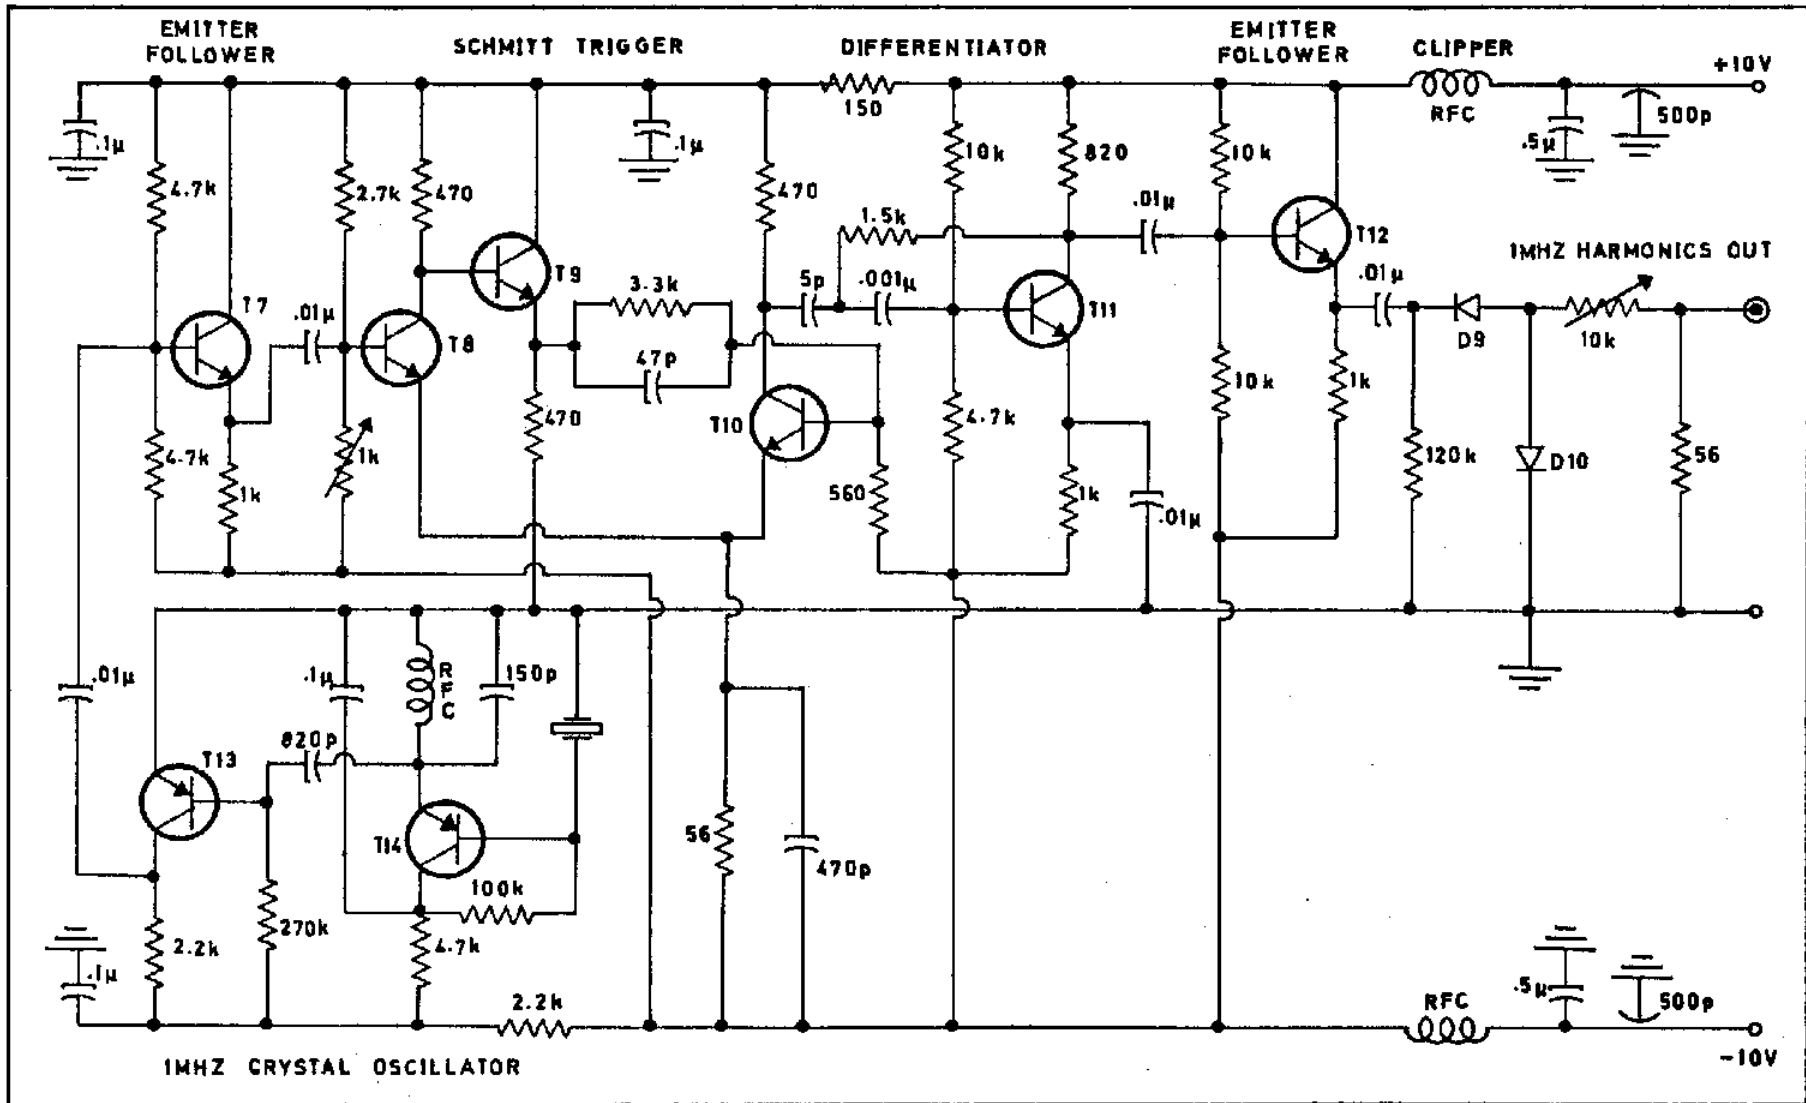 EMITTER
FOLLOWER
SCHMITT TRIGGER
DIFFERENTIATOR
EMITTER
FOLLOWER
CLIPPER
+10V
150
RFC
500p
.1µ
.1µ
.5µ
4.7k
2.7k
470
470
10k
820
10k
.01µ
1.5k
T12
1MHZ HARMONICS OUT
T9
3.3k
5p
.001µ
.01µ
T7
.01µ
T8
T11
D9
10k
47p
10k
1k
470
T10
4.7k
4.7k
1k
1k
560
1k
.01µ
120k
D10
56
.01µ
.1µ
RFC
150p
820p
T13
T14
56
470p
100k
270k
2.2k
4.7k
.1µ
2.2k
RFC
.5µ
500p
-10V
1MHZ CRYSTAL OSCILLATOR